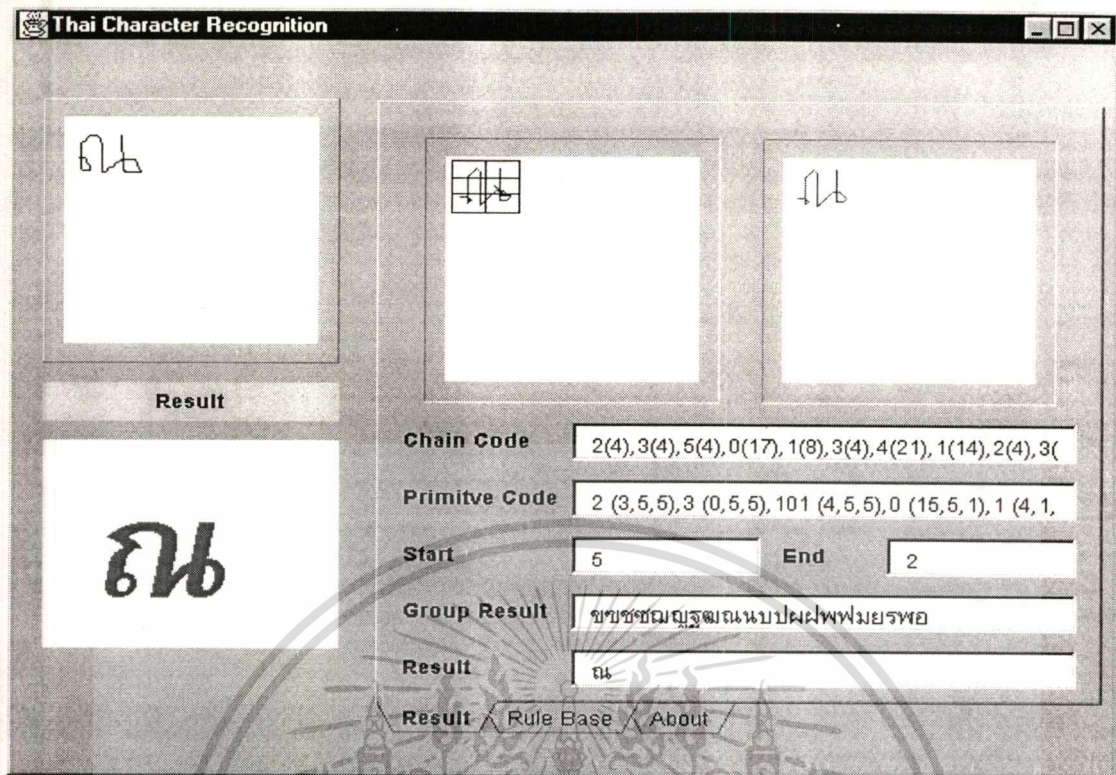 Thai Character Recognition
ณ
Result
ณ
Chain Code 2(4),3(4),5(4),0(17),1(8),3(4),4(21),1(14),2(4),3(
Primitve Code 2 (3,5,5),3 (0,5,5),101 (4,5,5),0 (15,5,1),1 (4,1,
Start 5 End 2
Group Result ขฃชซฌญฐฒณนบปผฝพฟมยรฬอ
Result ณ
Result Rule Base About